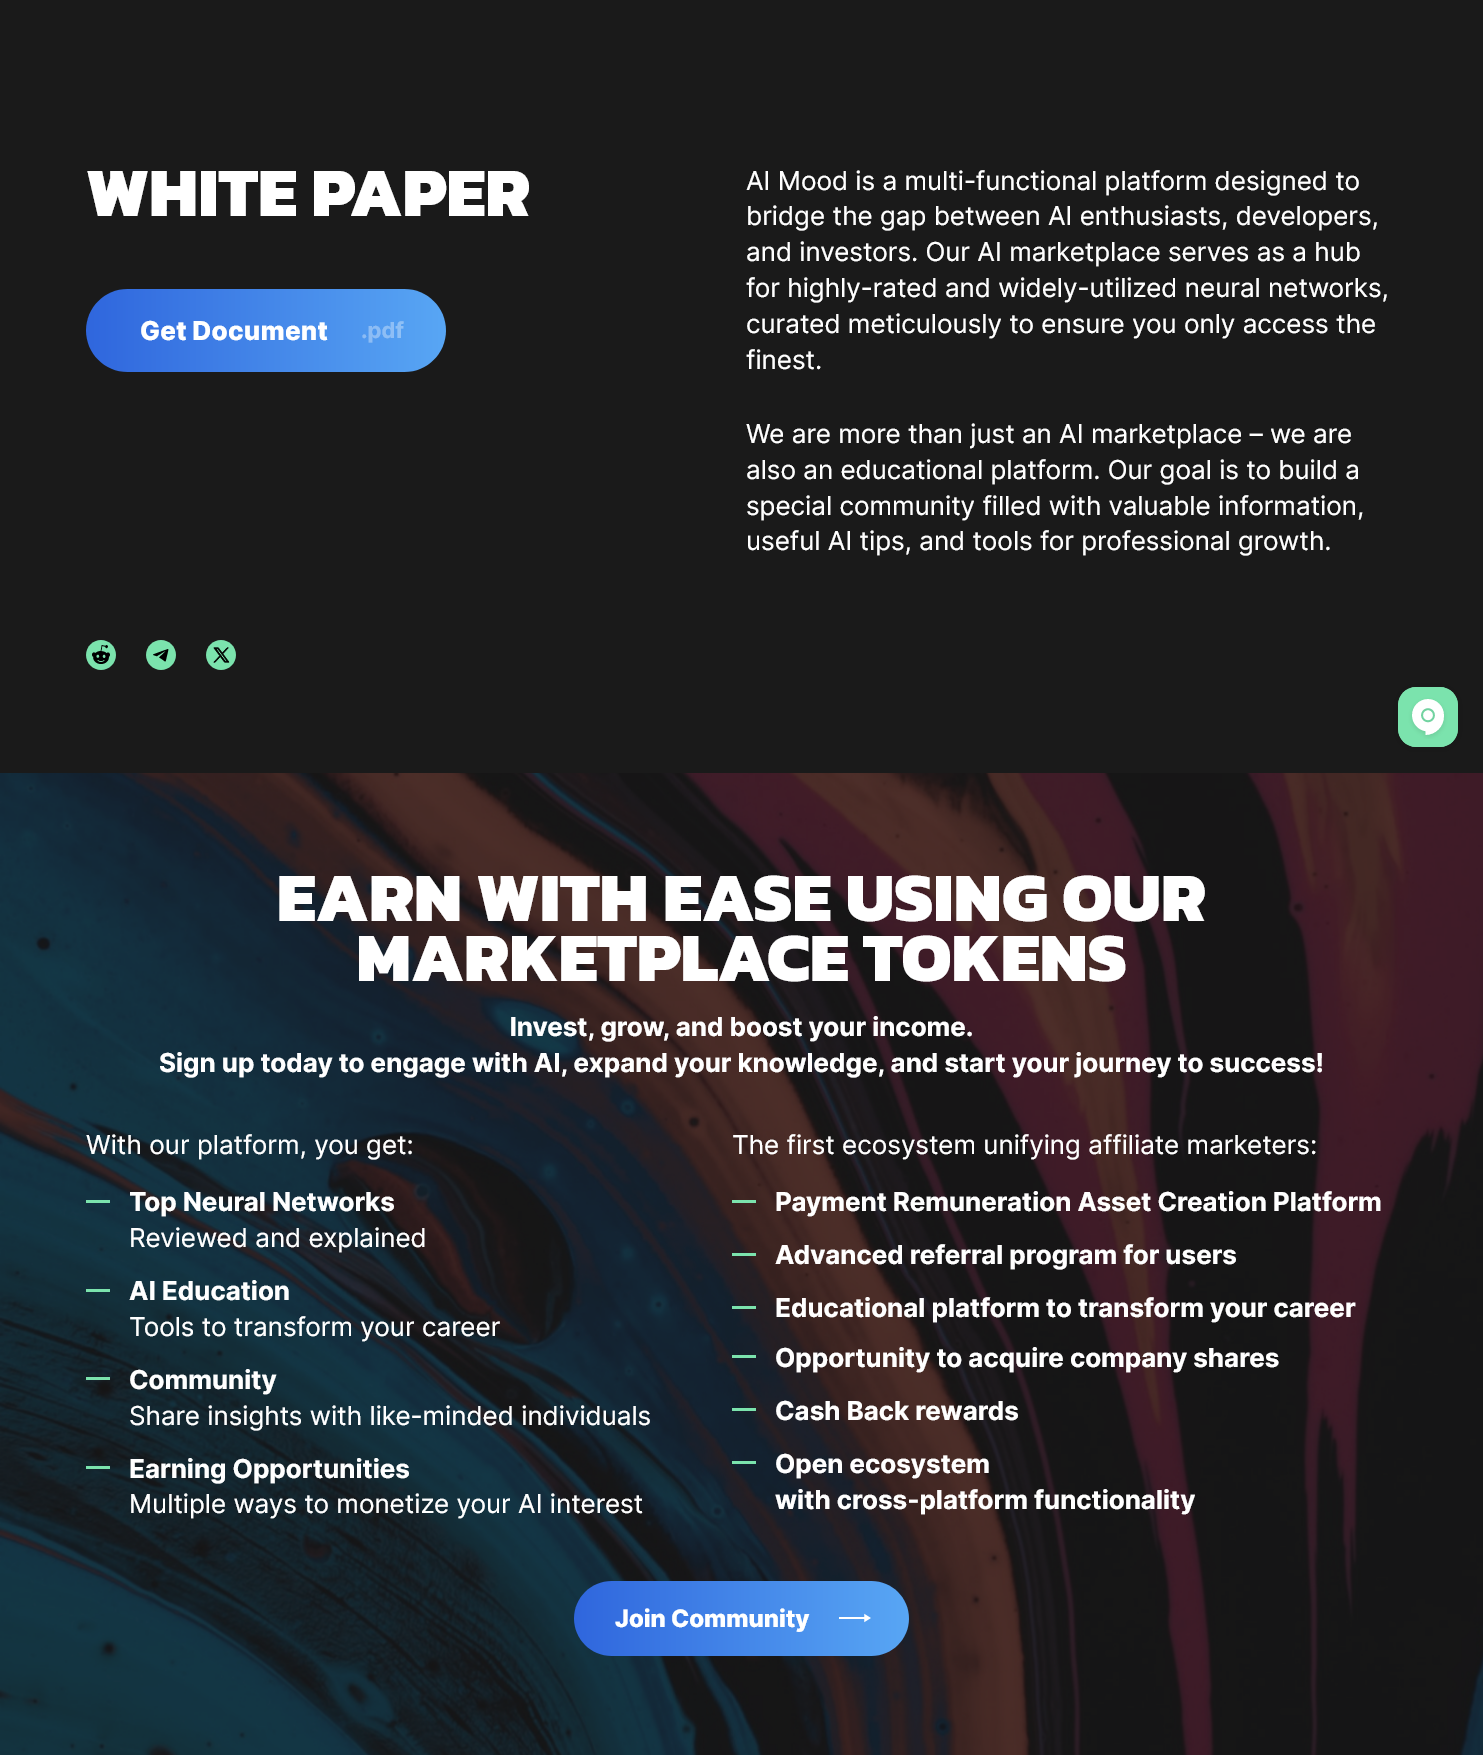 WHITE PAPER
Get Document .pdf
AI Mood is a multi-functional platform designed to
bridge the gap between AI enthusiasts, developers,
and investors. Our AI marketplace serves as a hub
for highly-rated and widely-utilized neural networks,
curated meticulously to ensure you only access the
finest.
We are more than just an AI marketplace – we are
also an educational platform. Our goal is to build a
special community filled with valuable information,
useful AI tips, and tools for professional growth.
EARN WITH EASE USING OUR
MARKETPLACE TOKENS
Invest, grow, and boost your income.
Sign up today to engage with AI, expand your knowledge, and start your journey to success!
With our platform, you get:
Top Neural Networks
Reviewed and explained
AI Education
Tools to transform your career
Community
Share insights with like-minded individuals
Earning Opportunities
Multiple ways to monetize your AI interest
The first ecosystem unifying affiliate marketers:
Payment Remuneration Asset Creation Platform
Advanced referral program for users
Educational platform to transform your career
Opportunity to acquire company shares
Cash Back rewards
Open ecosystem
with cross-platform functionality
Join Community